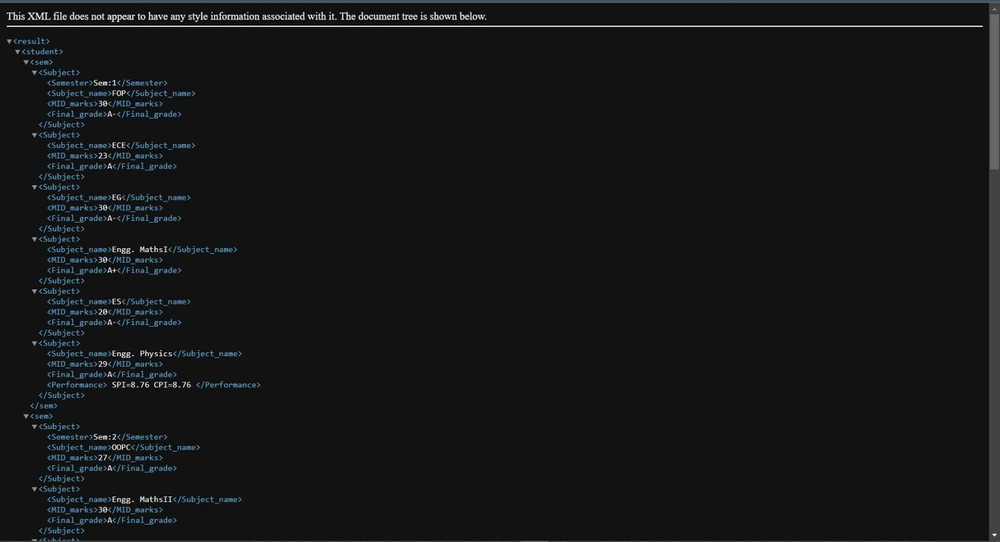 This XML file does not appear to have any style information associated with it. The document tree is shown below.
▼<result>
▼<student>
▼<sem>
▼<Subject>
<Semester>Sem:1</Semester>
<Subject_name>FOP</Subject_name>
<MID_marks>30</MID_marks>
<Final_grade>A-</Final_grade>
</Subject>
▼<Subject>
<Subject_name>ECE</Subject_name>
<MID_marks>23</MID_marks>
<Final_grade>A</Final_grade>
</Subject>
▼<Subject>
<Subject_name>EG</Subject_name>
<MID_marks>30</MID_marks>
<Final_grade>A-</Final_grade>
</Subject>
▼<Subject>
<Subject_name>Engg. MathsI</Subject_name>
<MID_marks>30</MID_marks>
<Final_grade>A+</Final_grade>
</Subject>
▼<Subject>
<Subject_name>ES</Subject_name>
<MID_marks>20</MID_marks>
<Final_grade>A-</Final_grade>
</Subject>
▼<Subject>
<Subject_name>Engg. Physics</Subject_name>
<MID_marks>29</MID_marks>
<Final_grade>A</Final_grade>
<Performance> SPI=8.76 CPI=8.76 </Performance>
</Subject>
</sem>
▼<sem>
▼<Subject>
<Semester>Sem:2</Semester>
<Subject_name>OOPC</Subject_name>
<MID_marks>27</MID_marks>
<Final_grade>A</Final_grade>
</Subject>
▼<Subject>
<Subject_name>Engg. MathsII</Subject_name>
<MID_marks>30</MID_marks>
<Final_grade>A</Final_grade>
</Subject>
▼<Subject>